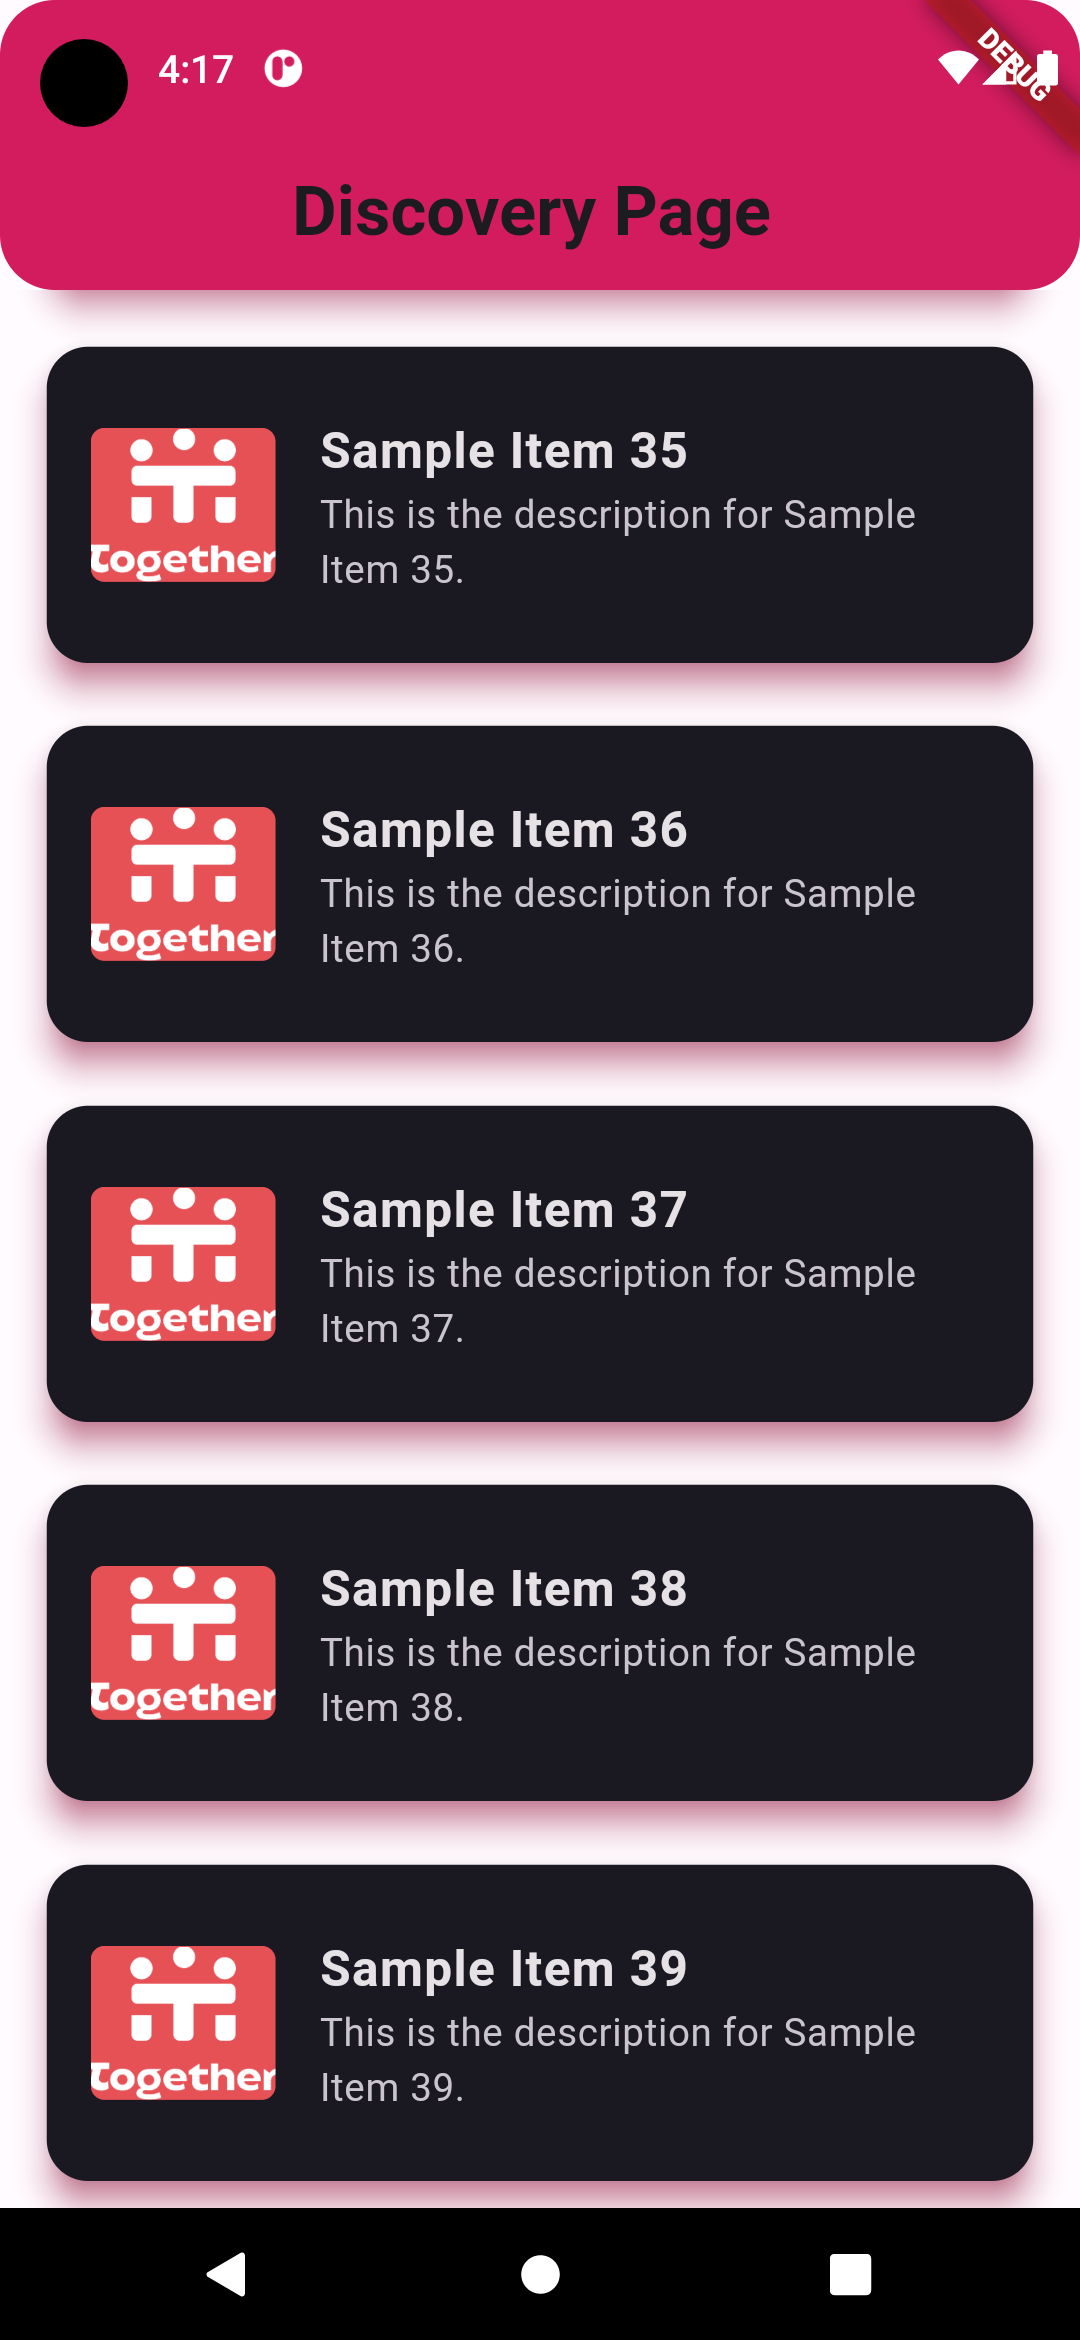 4:17
DEBUG
Discovery Page
Sample Item 35
This is the description for Sample
Item 35.
together
Sample Item 36
This is the description for Sample
Item 36.
together
Sample Item 37
This is the description for Sample
Item 37.
together
Sample Item 38
This is the description for Sample
Item 38.
together
Sample Item 39
This is the description for Sample
Item 39.
together